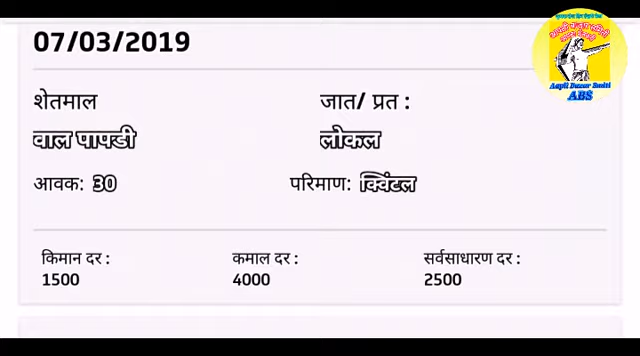 07/03/2019
शेतमाल
जात/ प्रत :
वाल पापडी
लोकल
आवक: 30
परिमाण: क्विंटल
किमान दर :
कमाल दर :
सर्वसाधारण दर :
1500
4000
2500
Aapli Bazar Smiti
ABS